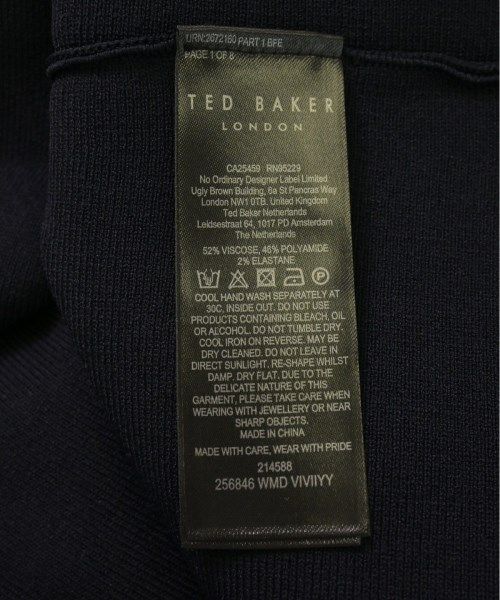 URN:2672160 PART 1 BFE
PAGE 1 OF 8
TED BAKER
LONDON
CA25459 RN95229
No Ordinary Designer Label Limited
Ugly Brown Building, 6a St Pancras Way
London NW1 0TB. United Kingdom
Ted Baker Netherlands
Leidsestraat 64, 1017 PD Amsterdam
The Netherlands
52% VISCOSE, 46% POLYAMIDE
2% ELASTANE
COOL HAND WASH SEPARATELY AT
30C, INSIDE OUT. DO NOT USE
PRODUCTS CONTAINING BLEACH, OIL
OR ALCOHOL. DO NOT TUMBLE DRY.
COOL IRON ON REVERSE. MAY BE
DRY CLEANED. DO NOT LEAVE IN
DIRECT SUNLIGHT. RE-SHAPE WHILST
DAMP. DRY FLAT. DUE TO THE
DELICATE NATURE OF THIS
GARMENT, PLEASE TAKE CARE WHEN
WEARING WITH JEWELLERY OR NEAR
SHARP OBJECTS.
MADE IN CHINA
MADE WITH CARE, WEAR WITH PRIDE
214588
256846 WMD VIVIIYY